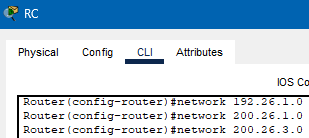 RC
Physical Config CLI Attributes
IOS Co
Router(config-router)#network 192.26.1.0
Router(config-router)#network 200.26.1.0
Router(config-router)#network 200.26.3.0